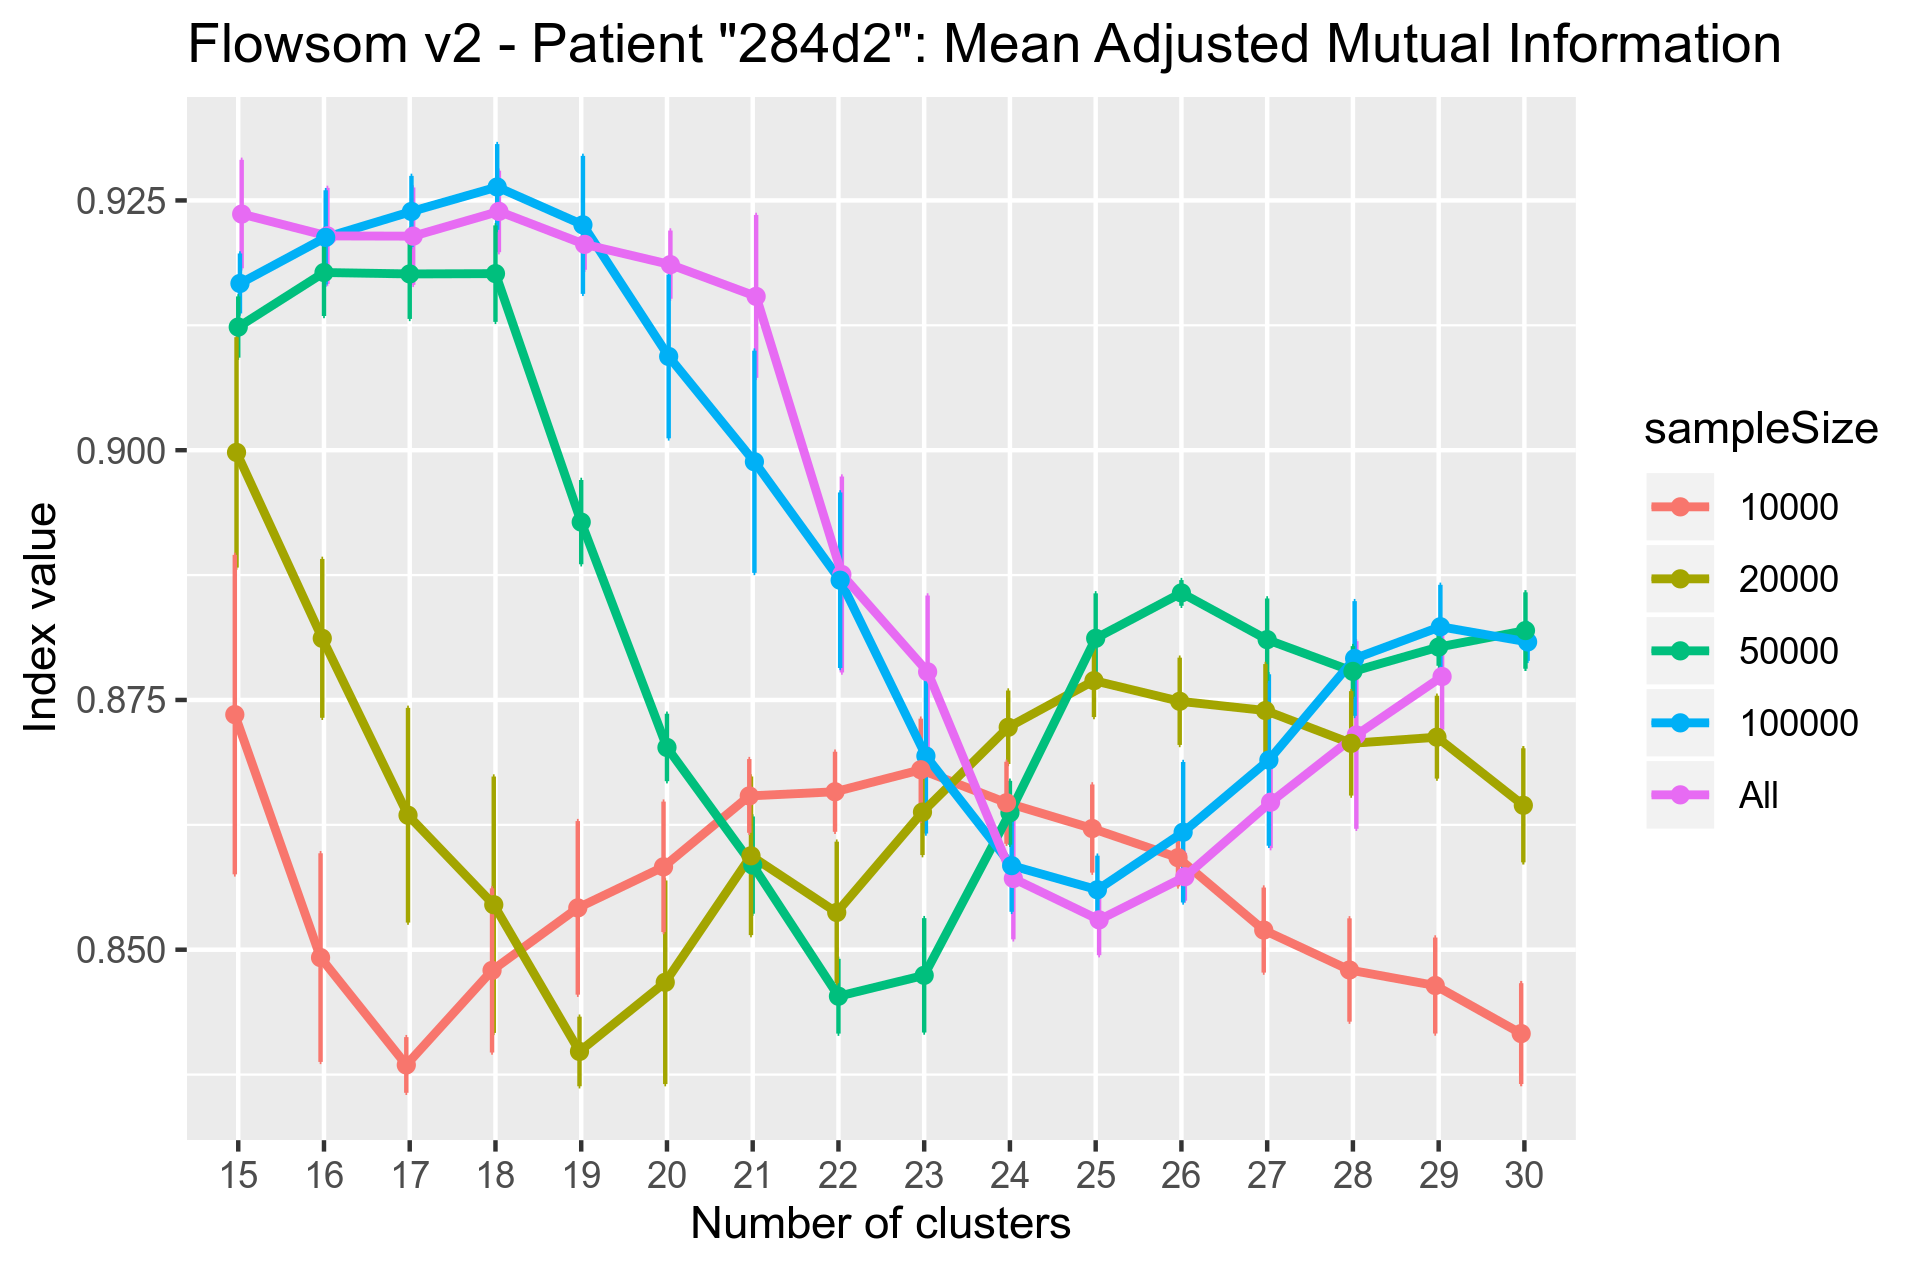 Flowsom v2 - Patient "284d2": Mean Adjusted Mutual Information
Index value
0.925
0.900
0.875
0.850
15 16 17 18 19 20 21 22 23 24 25 26 27 28 29 30
Number of clusters
sampleSize
10000
20000
50000
100000
All